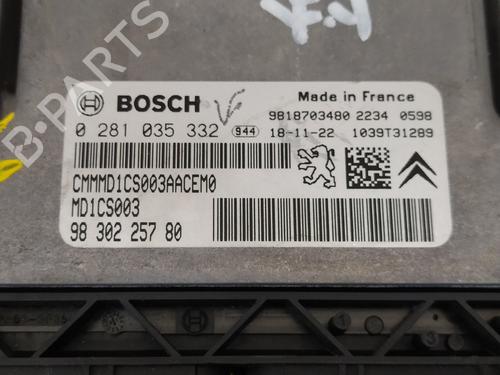 BOSCH
Made in France
9818703480 2234 0598
0 281 035 332 944 18-11-22 1039T31289
CMMMD1CS003AACEM0
MD1CS003
98 302 257 80
B-PARTS